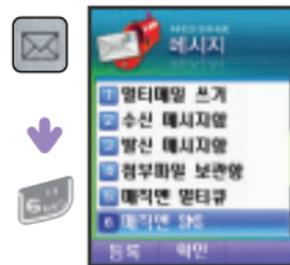 메시지
1 멀티메일 쓰기
2 수신 메시지함
3 발신 메시지함
4 첨부파일 보관함
5 매직엔 멀티큐
6 매직엔 SMS
등록 확인
6